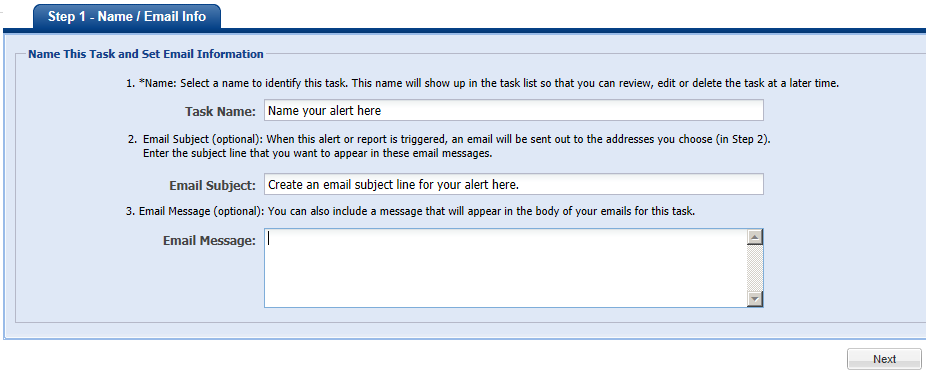 Step 1 - Name / Email Info
Name This Task and Set Email Information
1. *Name: Select a name to identify this task. This name will show up in the task list so that you can review, edit or delete the task at a later time.
Task Name: Name your alert here
2. Email Subject (optional): When this alert or report is triggered, an email will be sent out to the addresses you choose (in Step 2).
Enter the subject line that you want to appear in these email messages.
Email Subject: Create an email subject line for your alert here.
3. Email Message (optional): You can also include a message that will appear in the body of your emails for this task.
Email Message:
Next